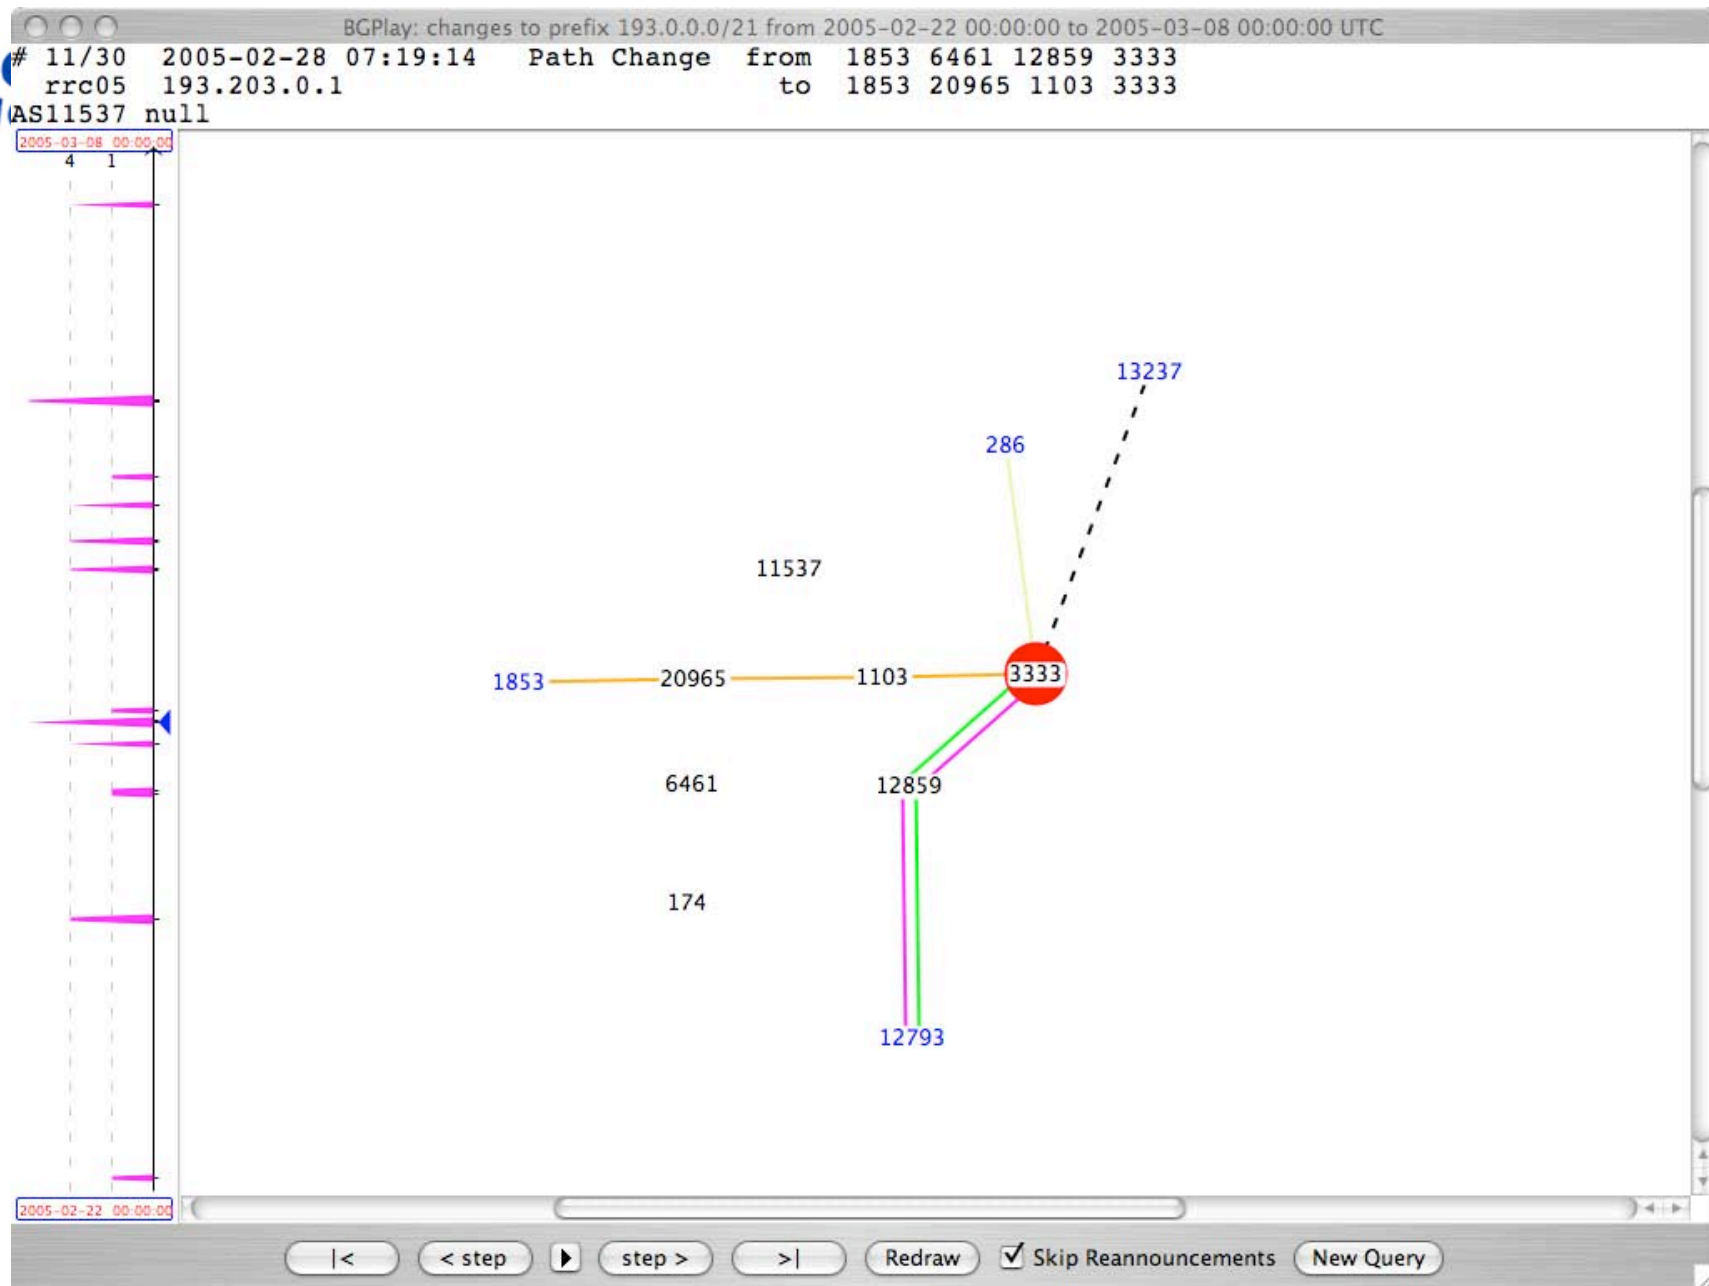 BGPlay: changes to prefix 193.0.0.0/21 from 2005-02-22 00:00:00 to 2005-03-08 00:00:00 UTC
# 11/30 2005-02-28 07:19:14 Path Change from 1853 6461 12859 3333
rrc05 193.203.0.1 to 1853 20965 1103 3333
AS11537 null
2005-03-08 00:00:00
4 1
13237
286
11537
1853 20965 1103 3333
6461 12859
174
12793
2005-02-22 00:00:00
|< < step step > >| Redraw Skip Reannouncements New Query